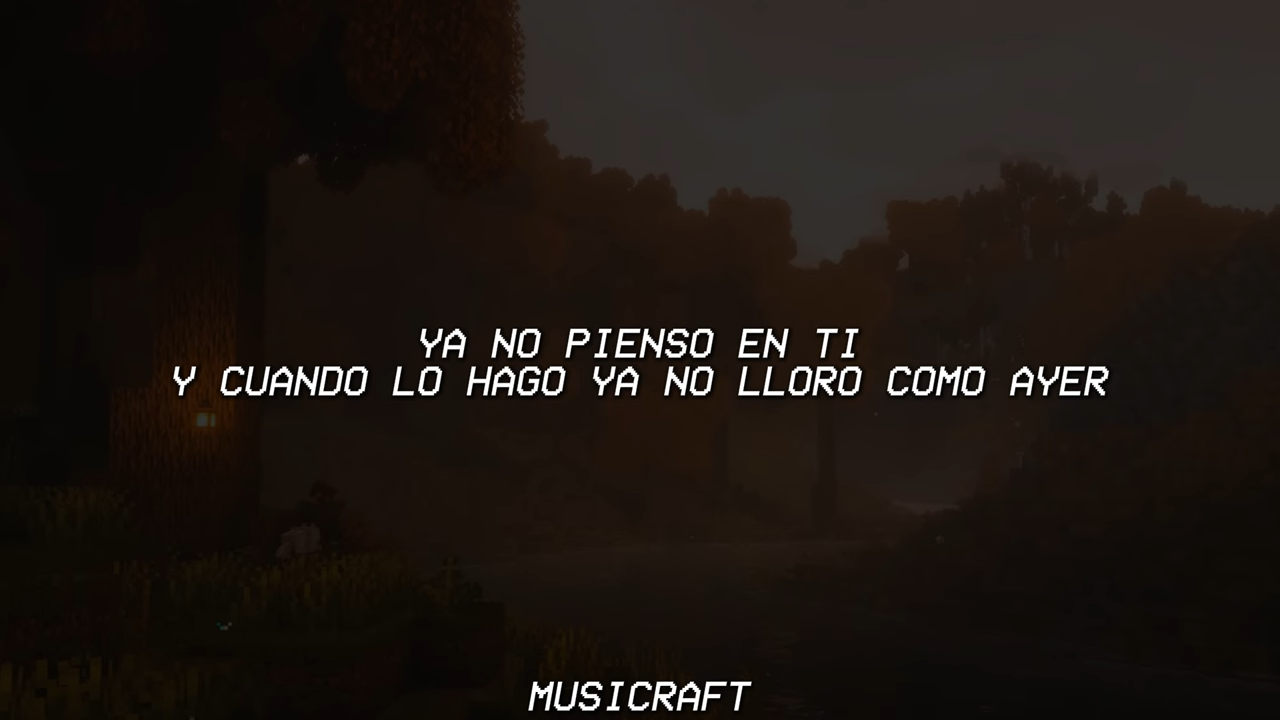 YA NO PIENSO EN TI
Y CUANDO LO HAGO YA NO LLORO COMO AYER
MUSICRAFT